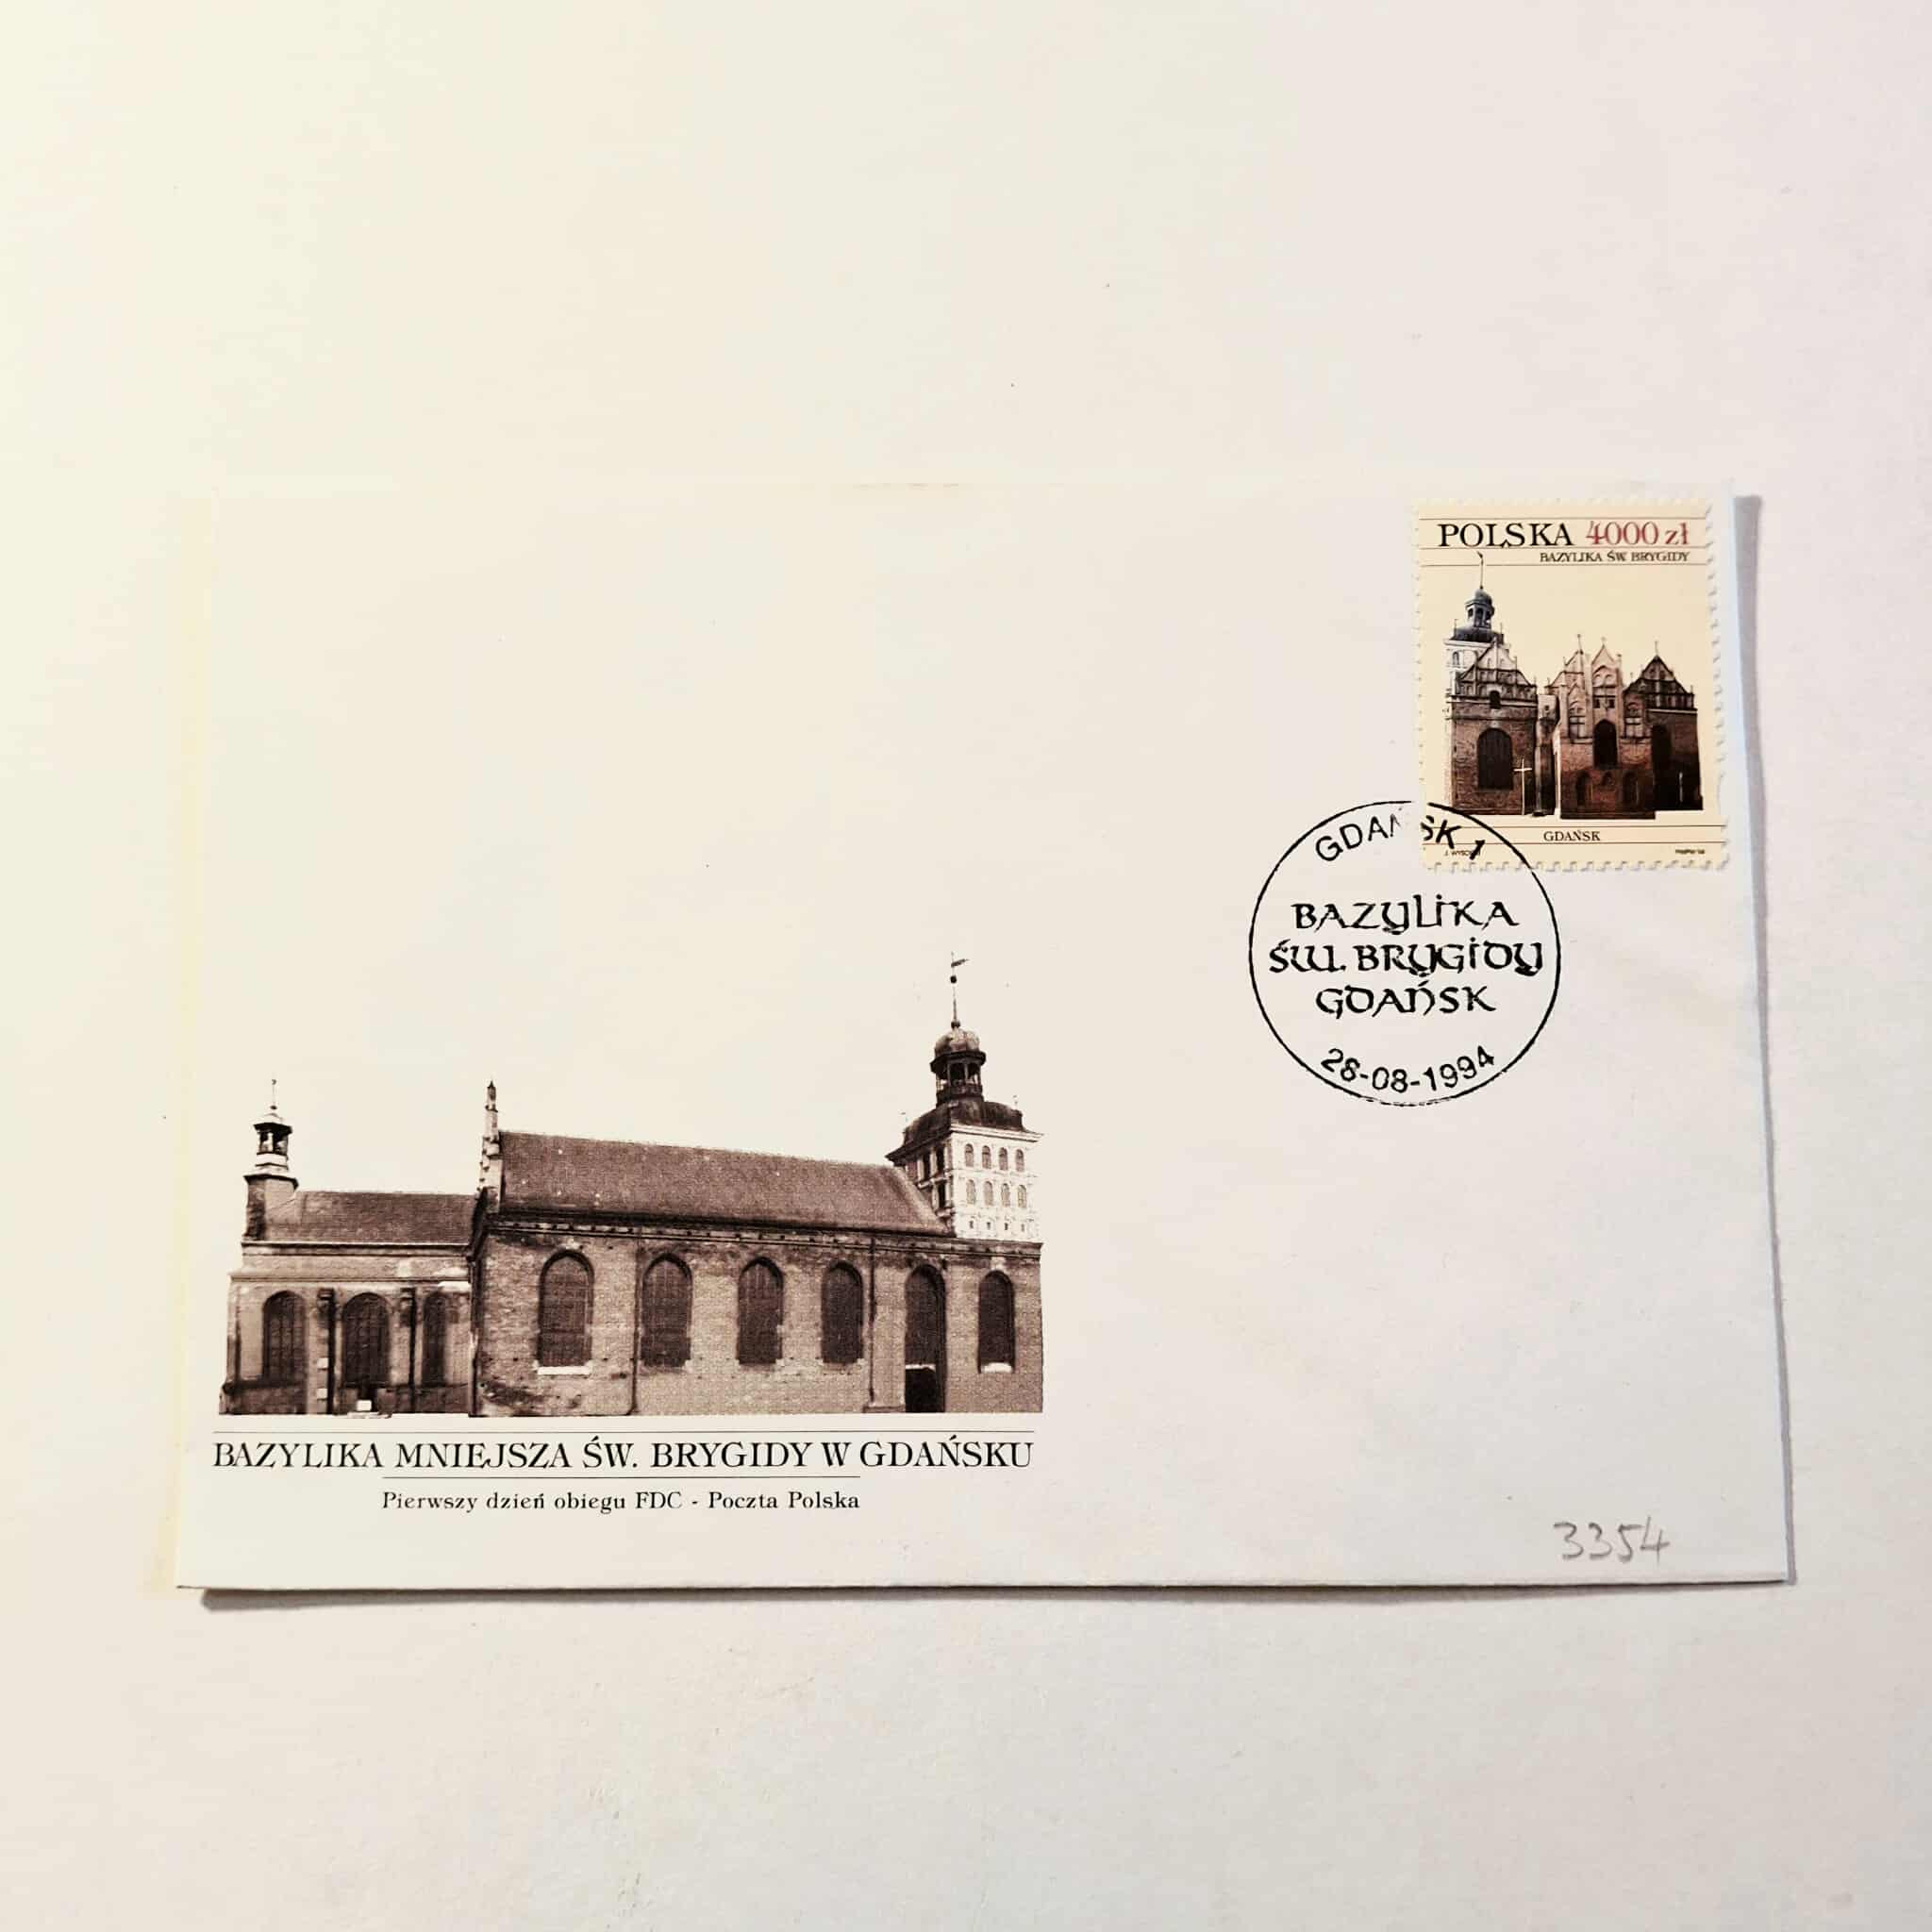 POLSKA 4000 zł
BAZYLIKA ŚW. BRYGIDY
GDAŃSK
GDAŃSK 1
BAZYLIKA
ŚW. BRYGIDY
GDAŃSK
28-08-1994
BAZYLIKA MNIEJSZA ŚW. BRYGIDY W GDAŃSKU
Pierwszy dzień obiegu FDC - Poczta Polska
3354